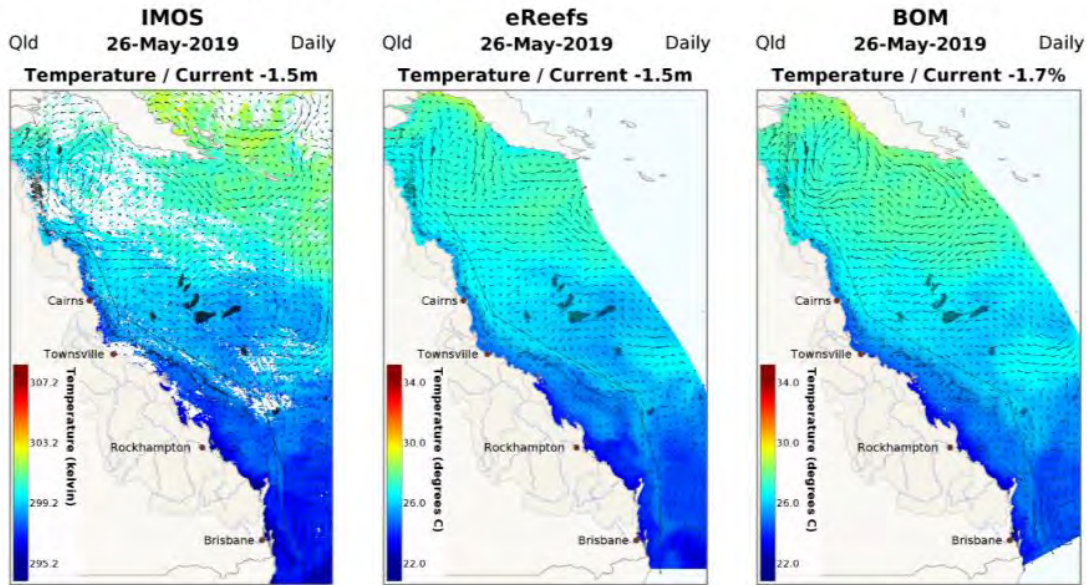 IMOS
Qld 26-May-2019 Daily
Temperature / Current -1.5m
Cairns
Townsville
Rockhampton
Brisbane
307.2
303.2
299.2
295.2
Temperature (kelvin)
eReefs
Qld 26-May-2019 Daily
Temperature / Current -1.5m
Cairns
Townsville
Rockhampton
Brisbane
34.0
30.0
26.0
22.0
Temperature (degrees C)
BOM
Qld 26-May-2019 Daily
Temperature / Current -1.7%
Cairns
Townsville
Rockhampton
Brisbane
34.0
30.0
26.0
22.0
Temperature (degrees C)